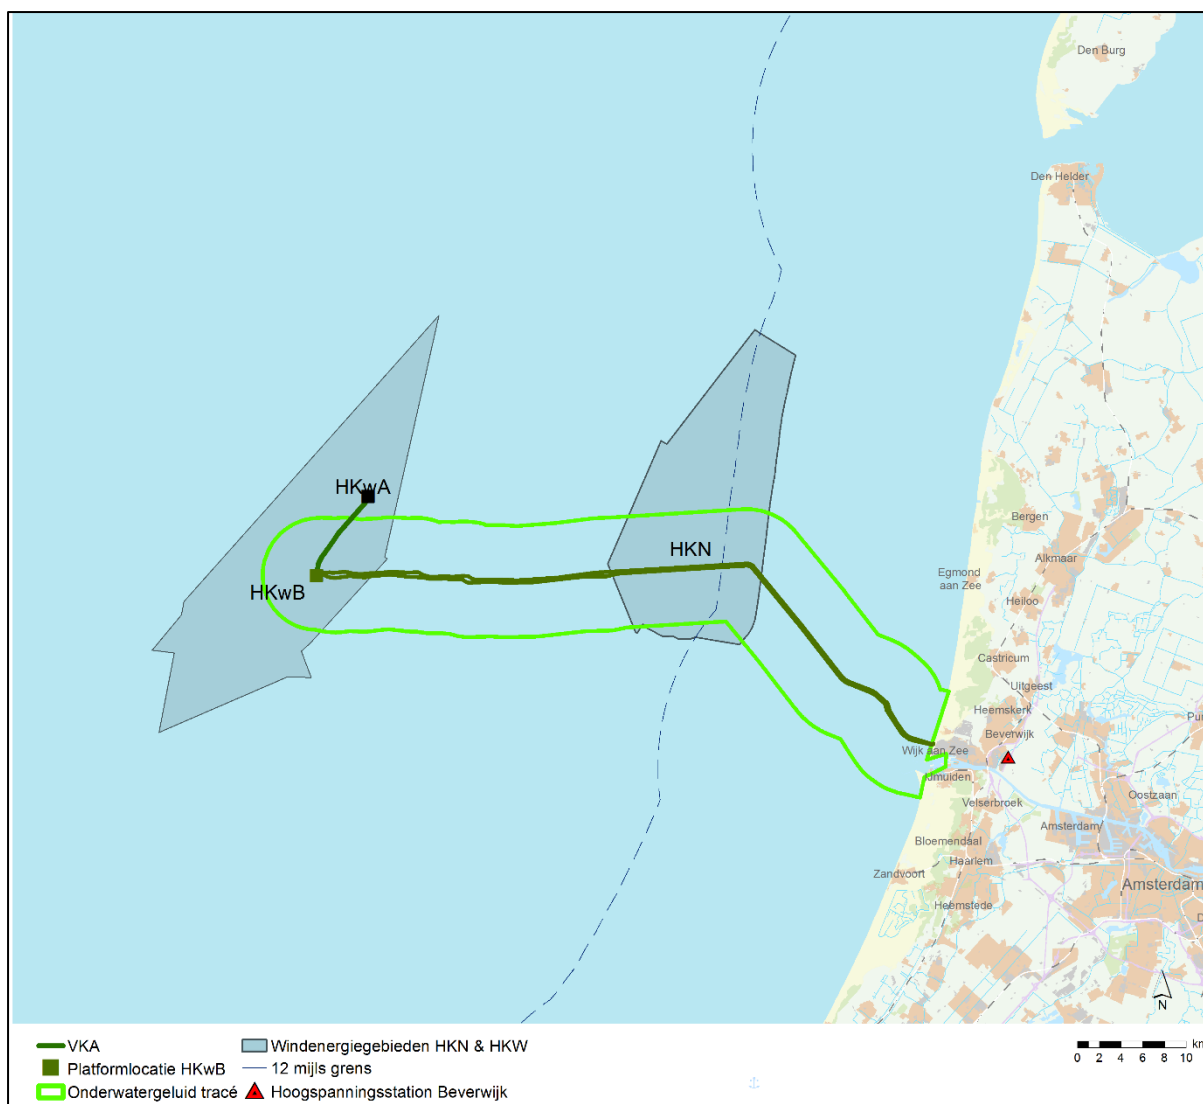 Den Burg
Den Helder
HKwA
Bergen
HKN
Alkmaar
Egmond
aan Zee
HKwB
Heiloo
Castricum
Uitgeest
Heemskerk
Beverwijk
Wijk aan Zee
IJmuiden
Velserbroek
Oostzaan
Amsterdam
Bloemendaal
Haarlem
Zandvoort
Amsterdam
Heemstede
N
VKA
Windenergiegebieden HKN & HKW
km
Platformlocatie HKwB
12 mijls grens
0 2 4 6 8 10
Onderwatergeluid tracé
Hoogspanningsstation Beverwijk